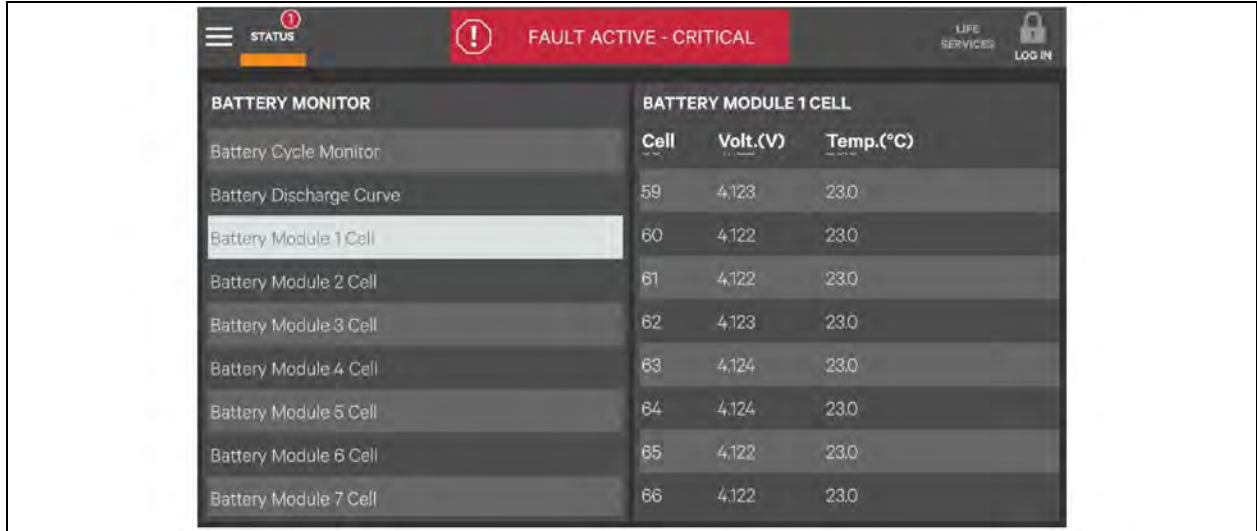 1
STATUS
FAULT ACTIVE - CRITICAL
LIFE
SERVICES
LOG IN
BATTERY MONITOR
Battery Cycle Monitor
Battery Discharge Curve
Battery Module 1 Cell
Battery Module 2 Cell
Battery Module 3 Cell
Battery Module 4 Cell
Battery Module 5 Cell
Battery Module 6 Cell
Battery Module 7 Cell
BATTERY MODULE 1 CELL
Cell Volt.(V) Temp.(°C)
59 4.123 23.0
60 4.122 23.0
61 4.122 23.0
62 4.123 23.0
63 4.124 23.0
64 4.124 23.0
65 4.122 23.0
66 4.122 23.0